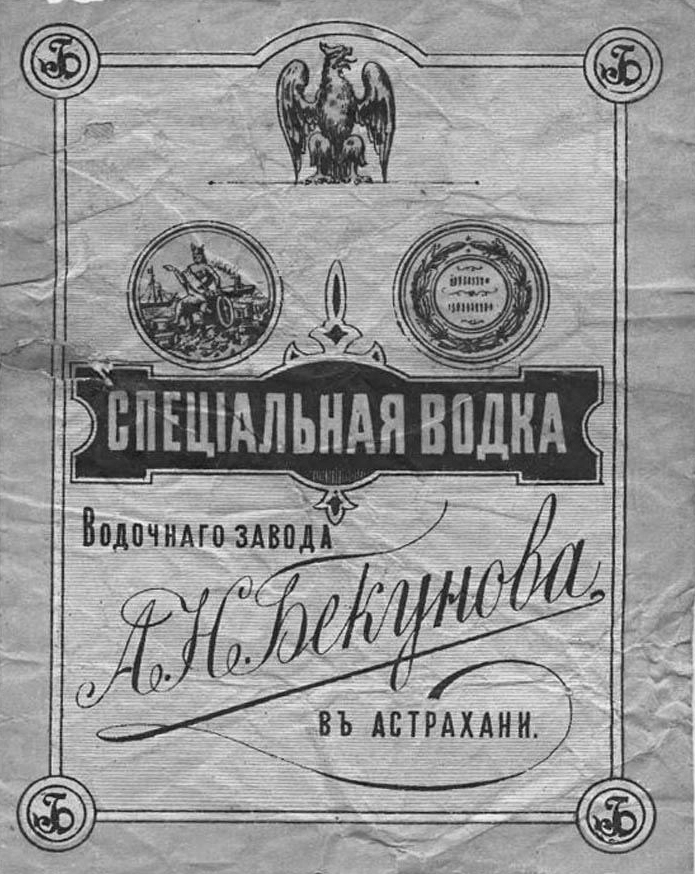 СПЕЦІАЛЬНАЯ ВОДКА
Водочнаго завода
А.Н.Бекунова
въ АСТРАХАНИ.